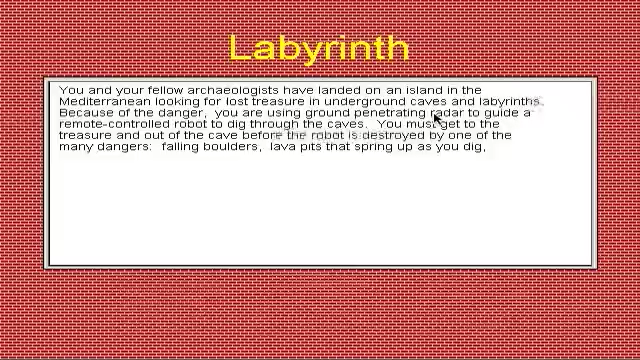 Labyrinth
You and your fellow archaeologists have landed on an island in the
Mediterranean looking for lost treasure in underground caves and labyrinths.
Because of the danger, you are using ground penetrating radar to guide a
remote-controlled robot to dig through the caves. You must get to the
treasure and out of the cave before the robot is destroyed by one of the
many dangers: falling boulders, lava pits that spring up as you dig,